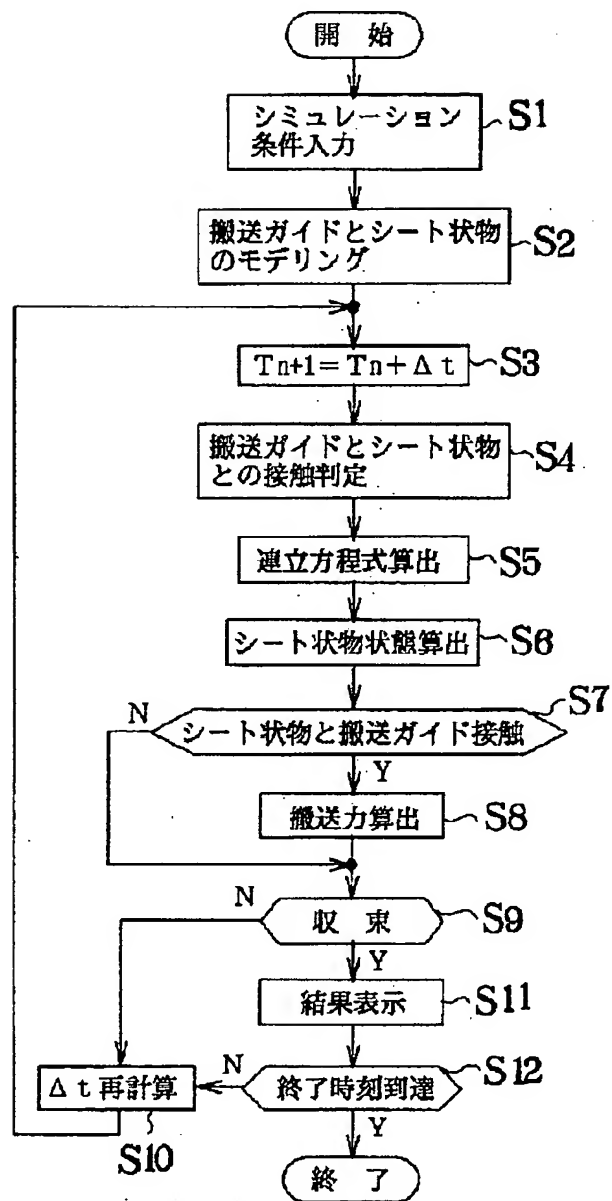 開 始
シミュレーション
条件入力
S1
搬送ガイドとシート状物
のモデリング
S2
Tn+1=Tn+Δt
S3
搬送ガイドとシート状物
との接触判定
S4
連立方程式算出
S5
シート状物状態算出
S6
シート状物と搬送ガイド接触
S7
N
Y
搬送力算出
S8
収 束
S9
N
Y
結果表示
S11
終了時刻到達
S12
N
Δt再計算
S10
Y
終 了